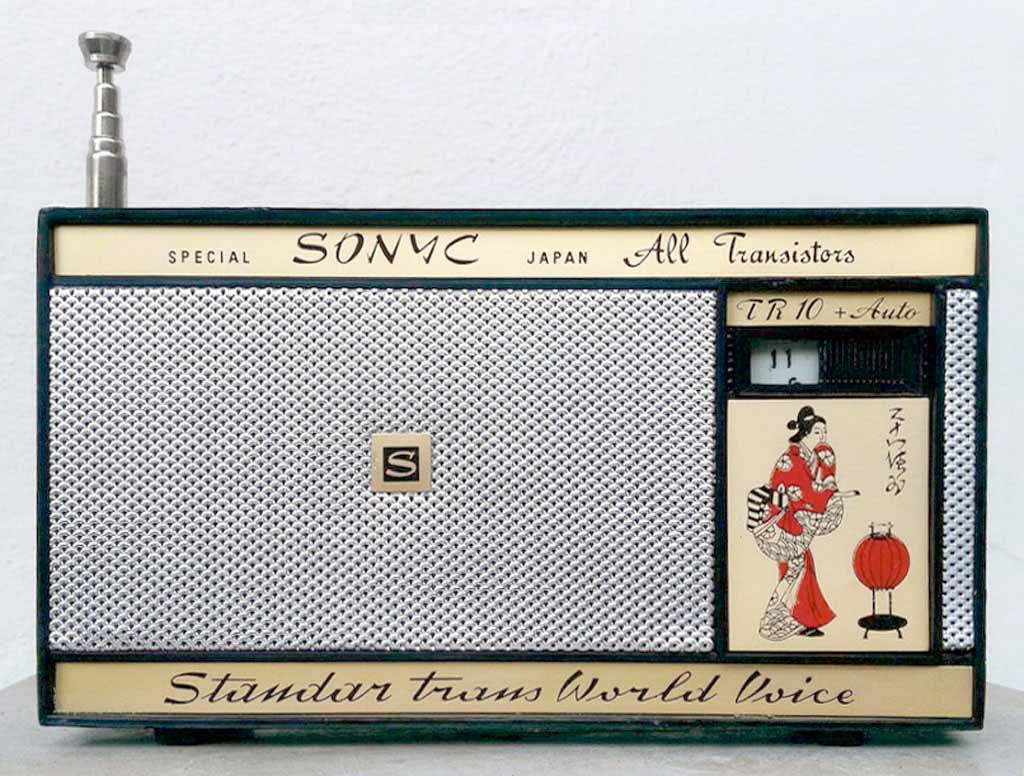 SPECIAL SONYC JAPAN All Transistors
TR 10 + Auto
11
S
Standar trans World Voice